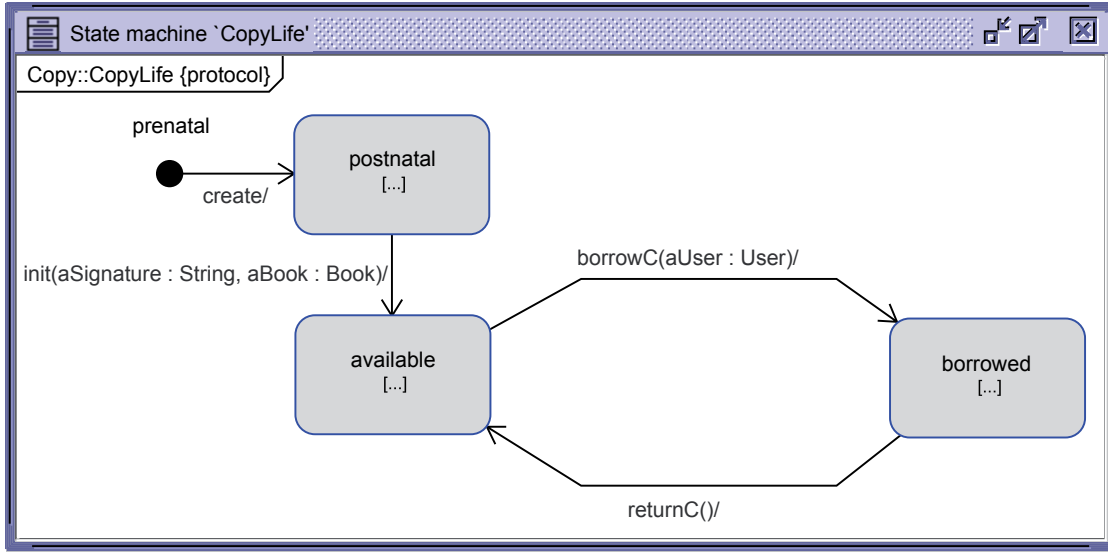 State machine `CopyLife'
Copy::CopyLife {protocol}
prenatal
create/
postnatal
[...]
init(aSignature : String, aBook : Book)/
borrowC(aUser : User)/
available
[...]
borrowed
[...]
returnC()/